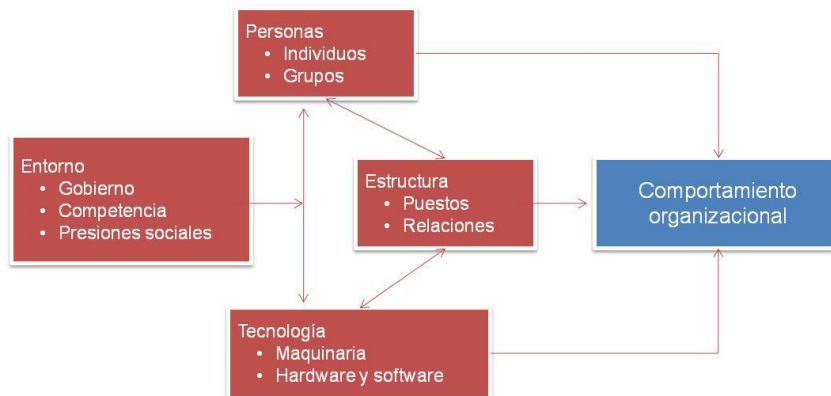 Personas
• Individuos
• Grupos
Entorno
• Gobierno
• Competencia
• Presiones sociales
Estructura
• Puestos
• Relaciones
Comportamiento
organizacional
Tecnología
• Maquinaria
• Hardware y software